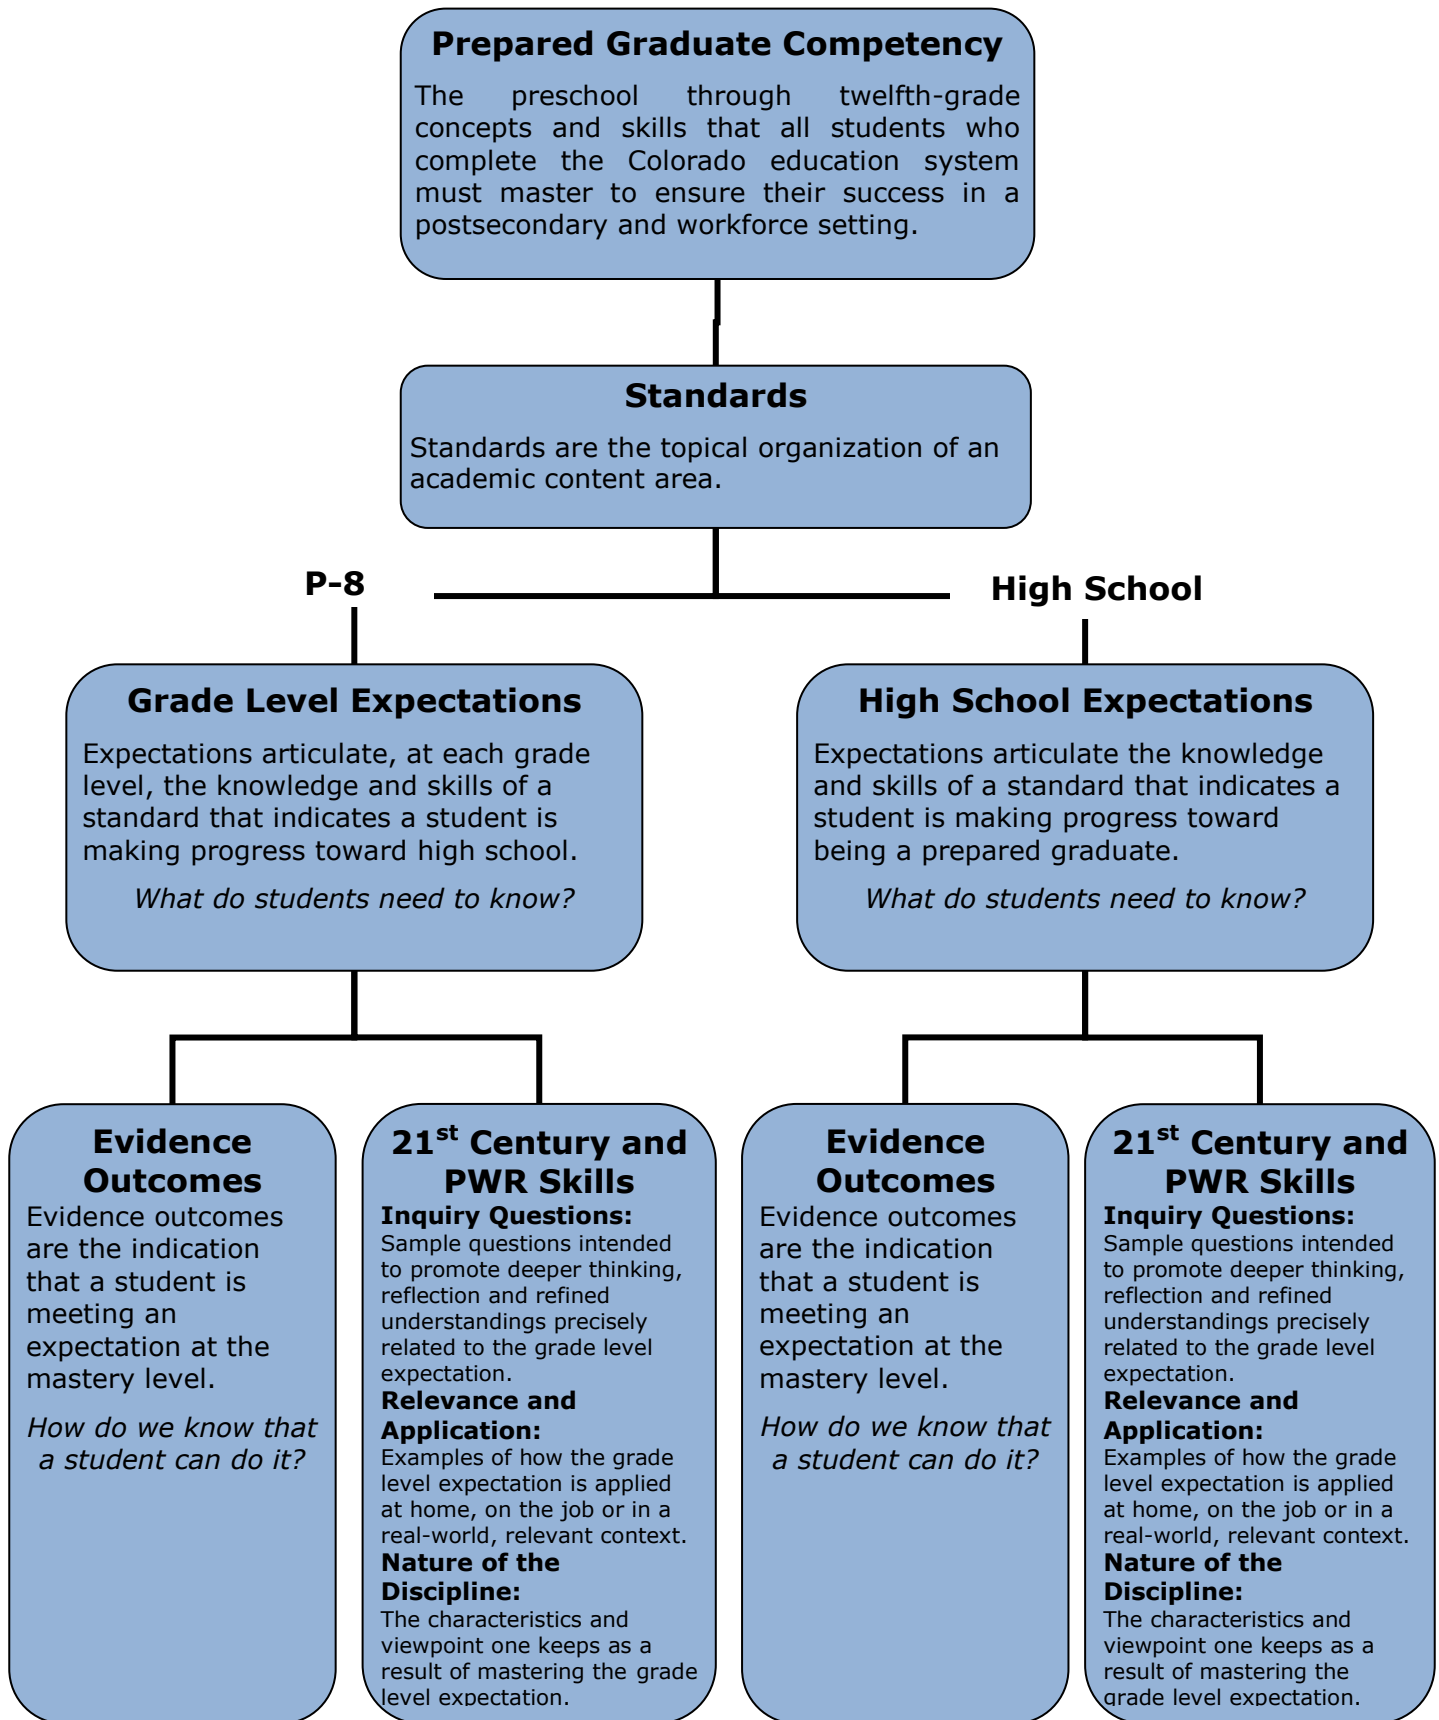 Prepared Graduate Competency
The preschool through twelfth-grade
concepts and skills that all students who
complete the Colorado education system
must master to ensure their success in a
postsecondary and workforce setting.
Standards
Standards are the topical organization of an
academic content area.
P-8
High School
Grade Level Expectations
Expectations articulate, at each grade
level, the knowledge and skills of a
standard that indicates a student is
making progress toward high school.
What do students need to know?
High School Expectations
Expectations articulate the knowledge
and skills of a standard that indicates a
student is making progress toward
being a prepared graduate.
What do students need to know?
Evidence
Outcomes
Evidence outcomes
are the indication
that a student is
meeting an
expectation at the
mastery level.
How do we know that
a student can do it?
21st Century and
PWR Skills
Inquiry Questions:
Sample questions intended
to promote deeper thinking,
reflection and refined
understandings precisely
related to the grade level
expectation.
Relevance and
Application:
Examples of how the grade
level expectation is applied
at home, on the job or in a
real-world, relevant context.
Nature of the
Discipline:
The characteristics and
viewpoint one keeps as a
result of mastering the grade
level expectation.
Evidence
Outcomes
Evidence outcomes
are the indication
that a student is
meeting an
expectation at the
mastery level.
How do we know that
a student can do it?
21st Century and
PWR Skills
Inquiry Questions:
Sample questions intended
to promote deeper thinking,
reflection and refined
understandings precisely
related to the grade level
expectation.
Relevance and
Application:
Examples of how the grade
level expectation is applied
at home, on the job or in a
real-world, relevant context.
Nature of the
Discipline:
The characteristics and
viewpoint one keeps as a
result of mastering the
grade level expectation.